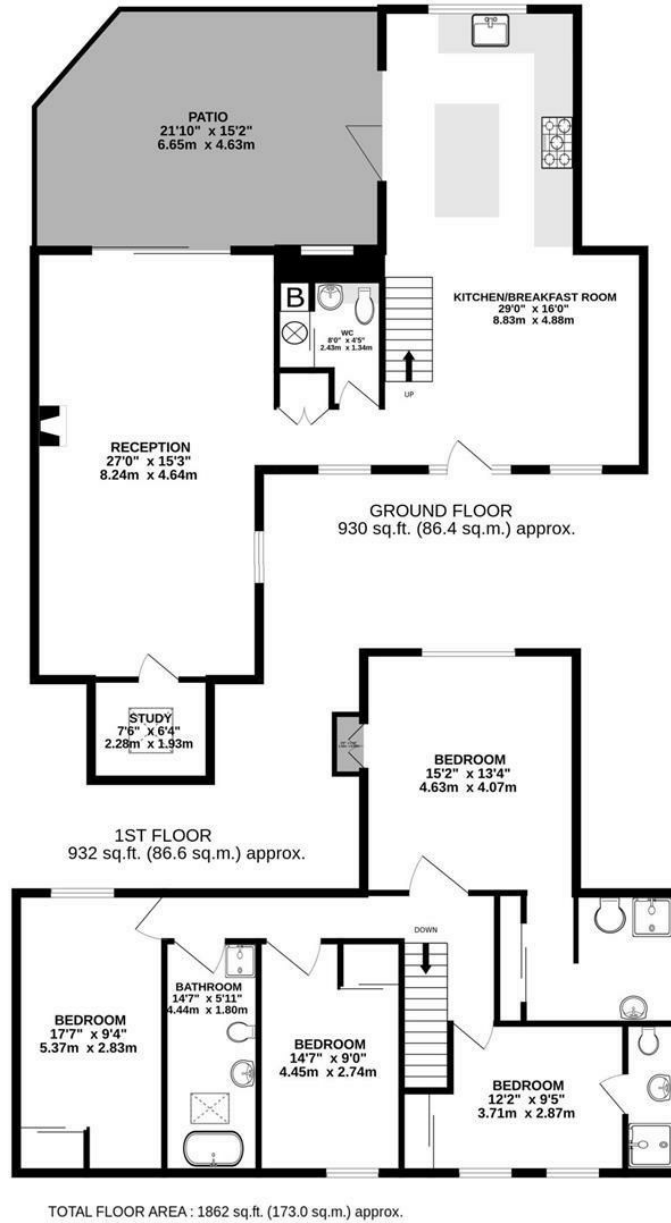 PATIO
21'10" x 15'2"
6.65m x 4.63m
KITCHEN/BREAKFAST ROOM
29'0" x 16'0"
8.83m x 4.88m
B
WC
8'0" x 4'5"
2.43m x 1.34m
UP
RECEPTION
27'0" x 15'3"
8.24m x 4.64m
GROUND FLOOR
930 sq.ft. (86.4 sq.m.) approx.
STUDY
7'6" x 6'4"
2.28m x 1.93m
BEDROOM
15'2" x 13'4"
4.63m x 4.07m
1ST FLOOR
932 sq.ft. (86.6 sq.m.) approx.
DOWN
BATHROOM
14'7" x 5'11"
4.44m x 1.80m
BEDROOM
17'7" x 9'4"
5.37m x 2.83m
BEDROOM
14'7" x 9'0"
4.45m x 2.74m
BEDROOM
12'2" x 9'5"
3.71m x 2.87m
TOTAL FLOOR AREA : 1862 sq.ft. (173.0 sq.m.) approx.